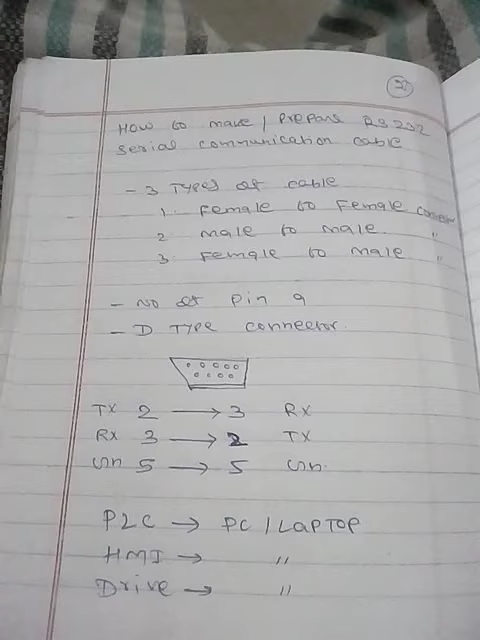 How to make / Prepare RS232
serial communication cable
- 3 Types of cable
1. Female to Female connector
2. male to male. "
3. Female to male "
- No of Pin 9
- D TYPE connector.
TX 2 → 3 RX
RX 3 → 2 TX
Gn 5 → 5 Gn.
PLC → PC / LAPTOP
HMI → "
Drive → "